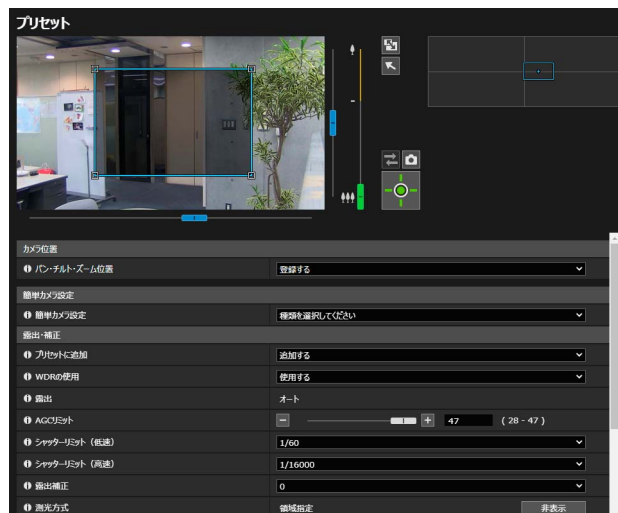 プリセット
カメラ位置
パン・チルト・ズーム位置 登録する
簡単カメラ設定
簡単カメラ設定 種類を選択してください
露出・補正
プリセットに追加 追加する
WDRの使用 使用する
露出 オート
AGCリミット － ＋ 47 (28 - 47)
シャッターリミット（低速） 1/60
シャッターリミット（高速） 1/16000
露出補正 0
測光方式 領域指定 非表示